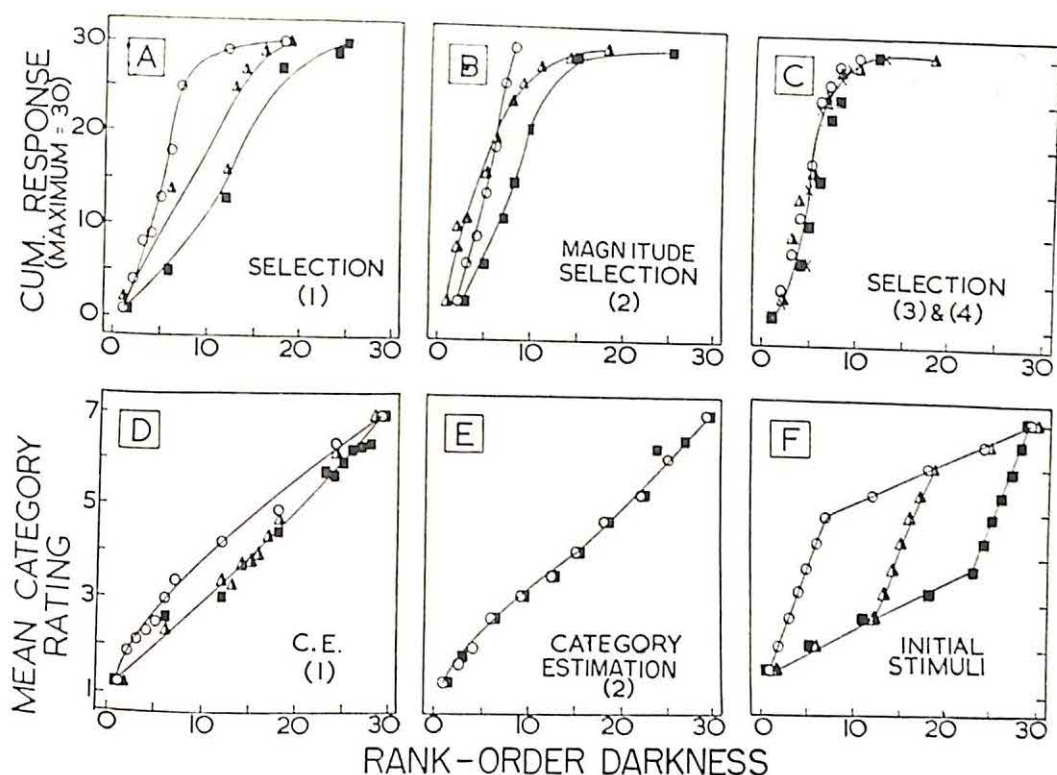 CUM. RESPONSE
(MAXIMUM = 30)
30
20
10
0
A
SELECTION
(1)
0 10 20 30
B
MAGNITUDE
SELECTION
(2)
0 10 20 30
C
SELECTION
(3) & (4)
0 10 20 30
MEAN CATEGORY
RATING
7
5
3
1
D
C.E.
(1)
0 10 20 30
E
CATEGORY
ESTIMATION
(2)
0 10 20 30
F
INITIAL
STIMULI
0 10 20 30
RANK-ORDER DARKNESS